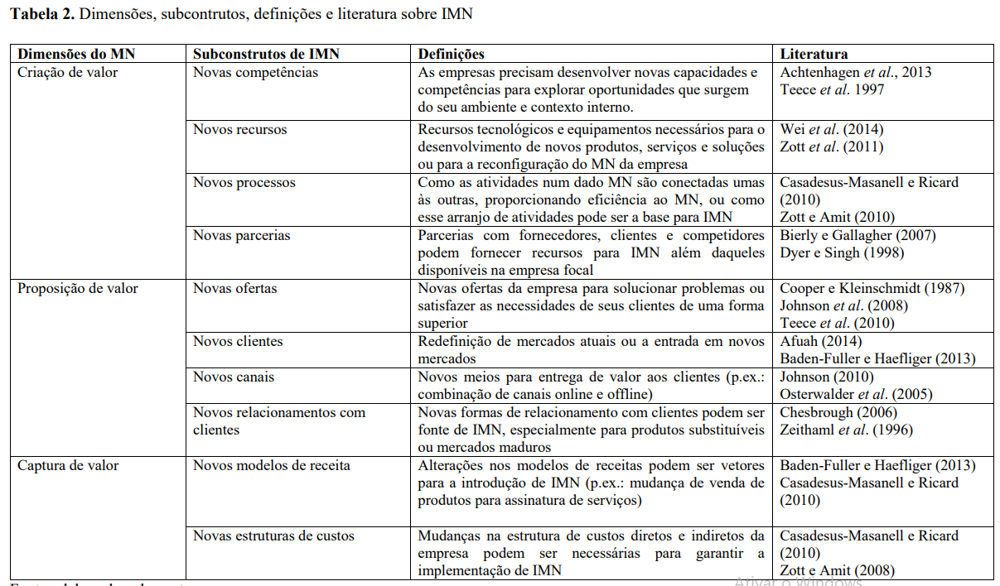 Tabela 2. Dimensões, subcontrutos, definições e literatura sobre IMN
Dimensões do MN
Subconstrutos de IMN
Definições
Literatura
Criação de valor
Novas competências
As empresas precisam desenvolver novas capacidades e
competências para explorar oportunidades que surgem
do seu ambiente e contexto interno.
Achtenhagen et al., 2013
Teece et al. 1997
Novos recursos
Recursos tecnológicos e equipamentos necessários para o
desenvolvimento de novos produtos, serviços e soluções
ou para a reconfiguração do MN da empresa
Wei et al. (2014)
Zott et al. (2011)
Novos processos
Como as atividades num dado MN são conectadas umas
às outras, proporcionando eficiência ao MN, ou como
esse arranjo de atividades pode ser a base para IMN
Casadesus-Masanell e Ricard
(2010)
Zott e Amit (2010)
Novas parcerias
Parcerias com fornecedores, clientes e competidores
podem fornecer recursos para IMN além daqueles
disponíveis na empresa focal
Bierly e Gallagher (2007)
Dyer e Singh (1998)
Proposição de valor
Novas ofertas
Novas ofertas da empresa para solucionar problemas ou
satisfazer as necessidades de seus clientes de uma forma
superior
Cooper e Kleinschmidt (1987)
Johnson et al. (2008)
Teece et al. (2010)
Novos clientes
Redefinição de mercados atuais ou a entrada em novos
mercados
Afuah (2014)
Baden-Fuller e Haefliger (2013)
Novos canais
Novos meios para entrega de valor aos clientes (p.ex.:
combinação de canais online e offline)
Johnson (2010)
Osterwalder et al. (2005)
Novos relacionamentos com
clientes
Novas formas de relacionamento com clientes podem ser
fonte de IMN, especialmente para produtos substituíveis
ou mercados maduros
Chesbrough (2006)
Zeithaml et al. (1996)
Captura de valor
Novos modelos de receita
Alterações nos modelos de receitas podem ser vetores
para a introdução de IMN (p.ex.: mudança de venda de
produtos para assinatura de serviços)
Baden-Fuller e Haefliger (2013)
Casadesus-Masanell e Ricard
(2010)
Novas estruturas de custos
Mudanças na estrutura de custos diretos e indiretos da
empresa podem ser necessárias para garantir a
implementação de IMN
Casadesus-Masanell e Ricard
(2010)
Zott e Amit (2008)
Ativar o Windows